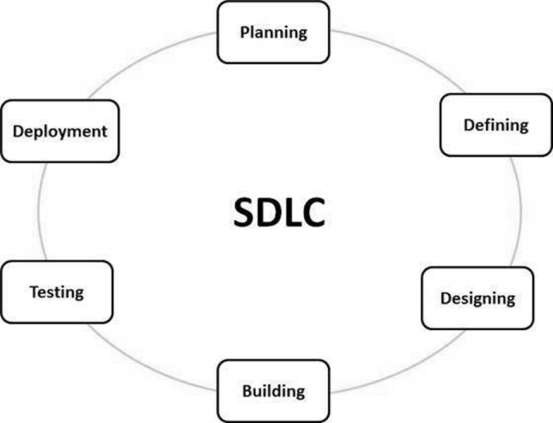 Planning
Defining
Designing
Building
Testing
Deployment
SDLC